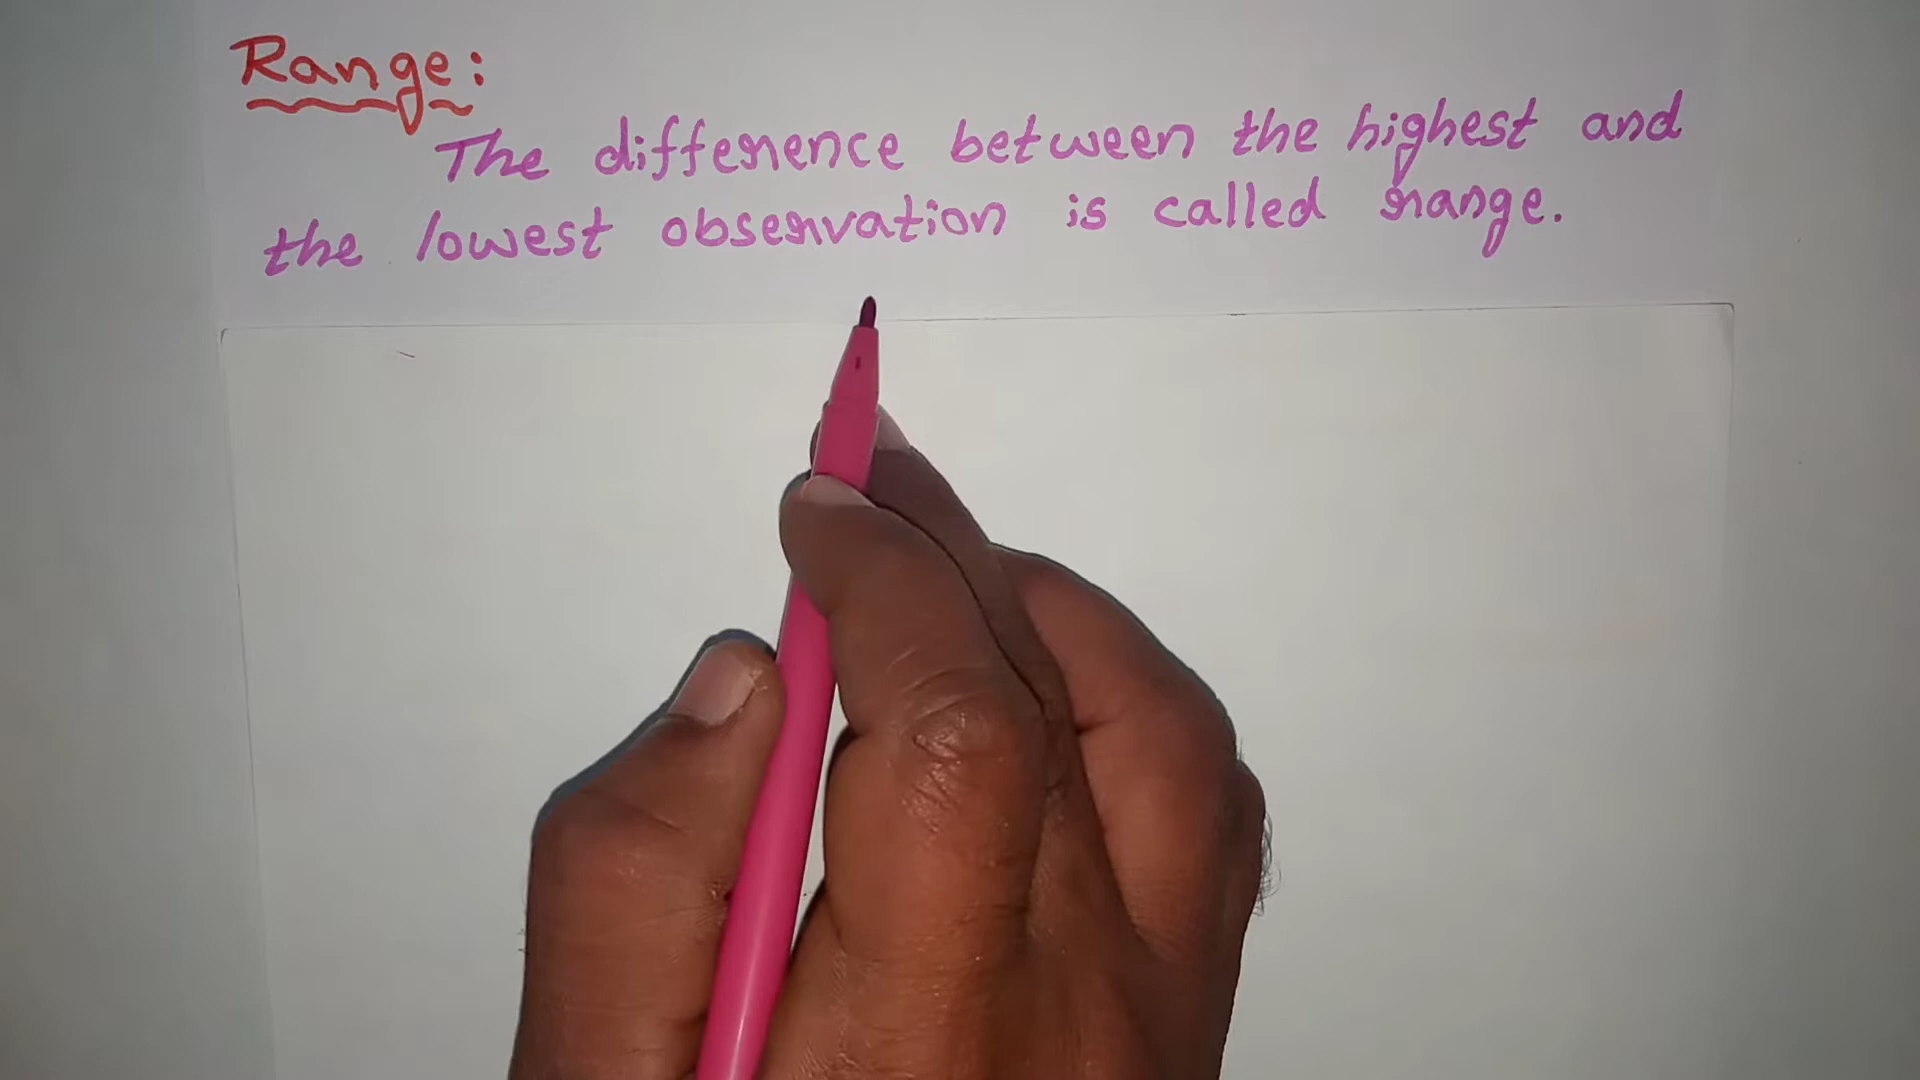 Range:
The difference between the highest and
the lowest observation is called range.